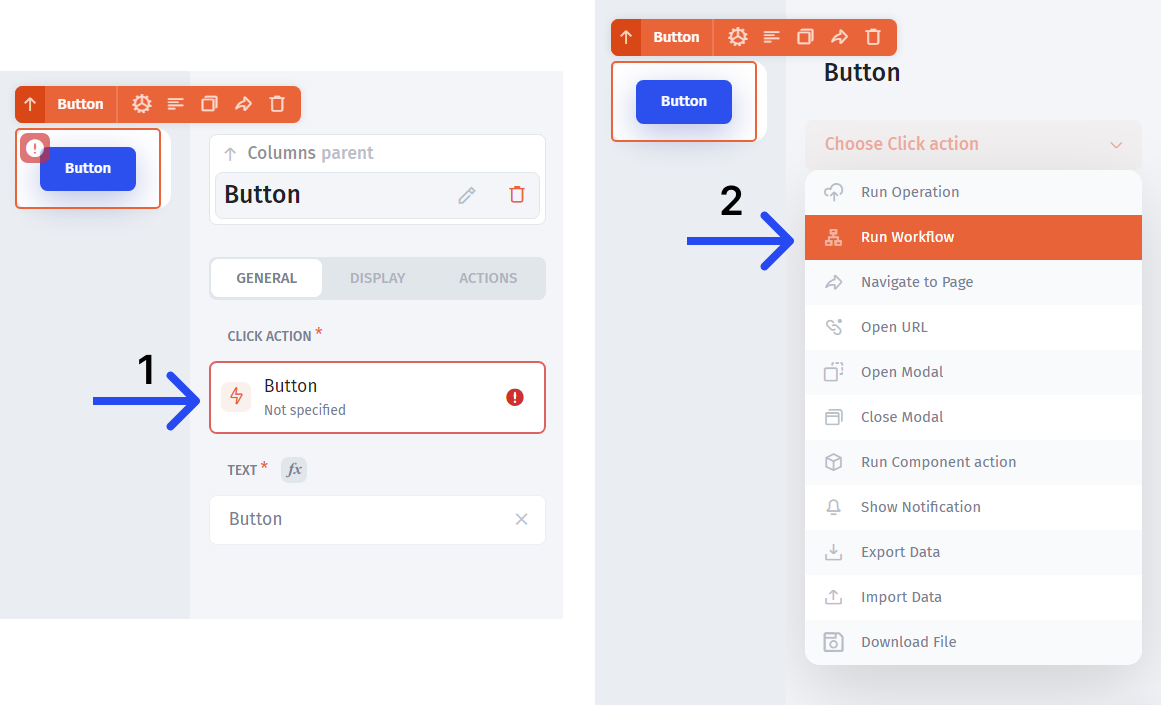 Button
Button
Columns parent
Button
GENERAL DISPLAY ACTIONS
CLICK ACTION *
1
Button
Not specified
TEXT * fx
Button
Button
Button
Button
Choose Click action
2
Run Operation
Run Workflow
Navigate to Page
Open URL
Open Modal
Close Modal
Run Component action
Show Notification
Export Data
Import Data
Download File